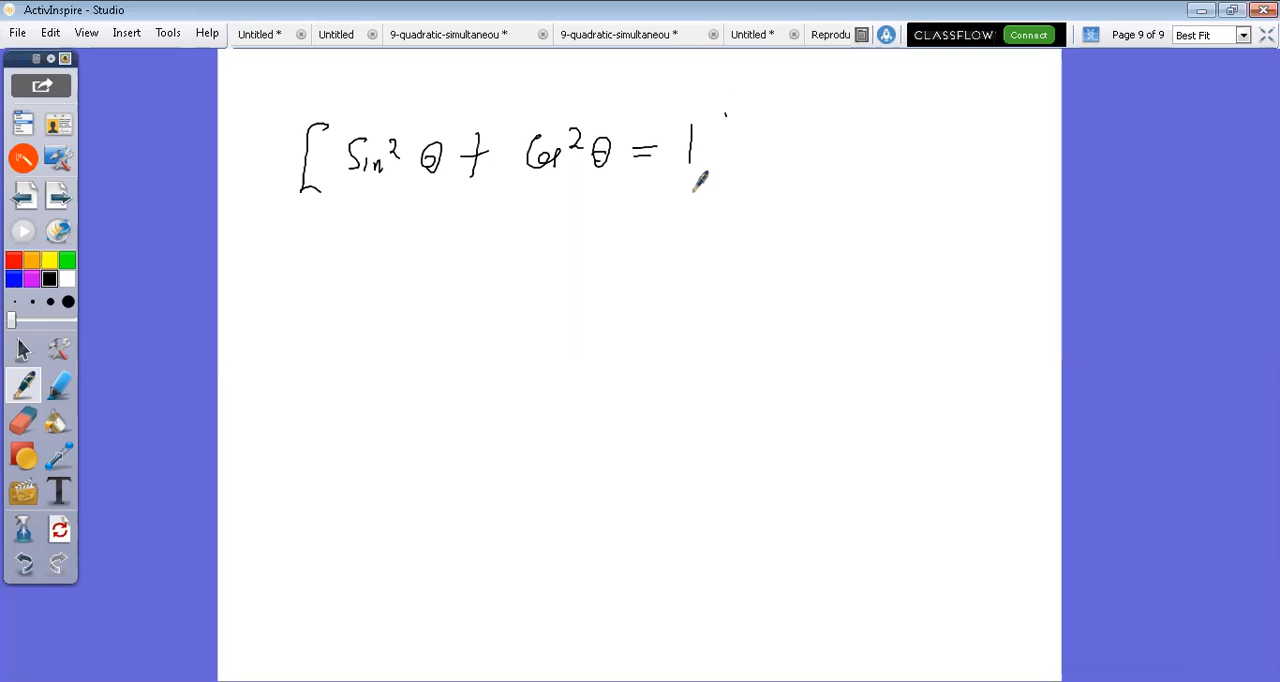 ActivInspire - Studio
File Edit View Insert Tools Help Untitled * Untitled 9-quadratic-simultaneou * 9-quadratic-simultaneou * Untitled * Reprodu CLASSFLOW Connect Page 9 of 9 Best Fit
[ Sin² θ + Cos² θ = 1
T